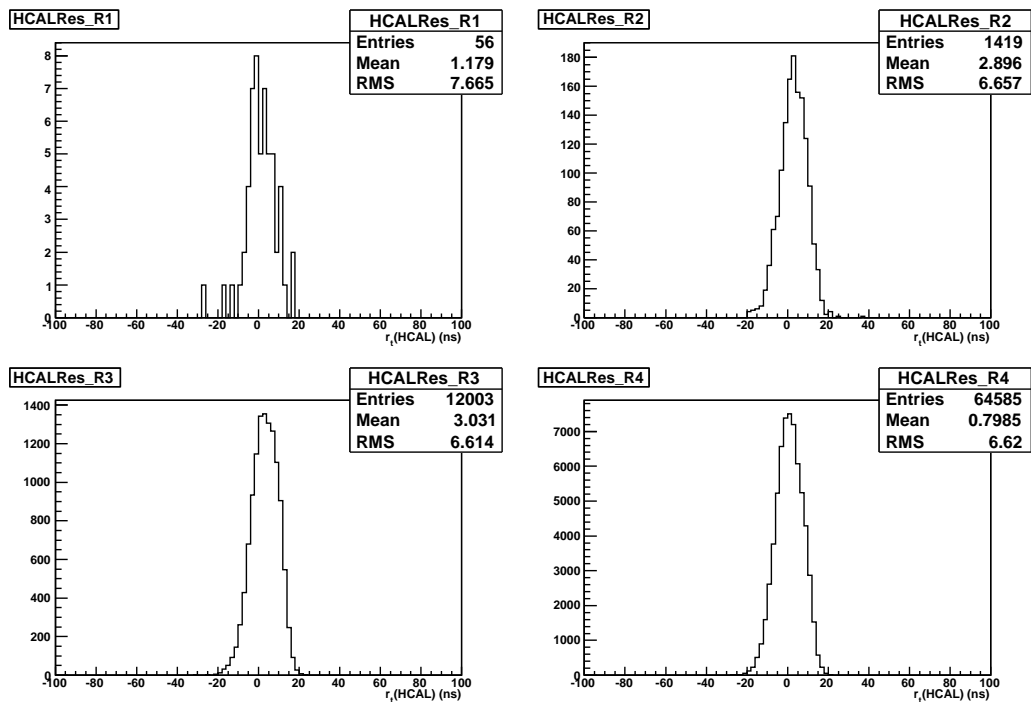 HCALRes_R1
HCALRes_R1
Entries 56
Mean 1.179
RMS 7.665
8
7
6
5
4
3
2
1
0
-100 -80 -60 -40 -20 0 20 40 60 80 100
rt(HCAL) (ns)
HCALRes_R2
HCALRes_R2
Entries 1419
Mean 2.896
RMS 6.657
180
160
140
120
100
80
60
40
20
0
-100 -80 -60 -40 -20 0 20 40 60 80 100
rt(HCAL) (ns)
HCALRes_R3
HCALRes_R3
Entries 12003
Mean 3.031
RMS 6.614
1400
1200
1000
800
600
400
200
0
-100 -80 -60 -40 -20 0 20 40 60 80 100
rt(HCAL) (ns)
HCALRes_R4
HCALRes_R4
Entries 64585
Mean 0.7985
RMS 6.62
7000
6000
5000
4000
3000
2000
1000
0
-100 -80 -60 -40 -20 0 20 40 60 80 100
rt(HCAL) (ns)